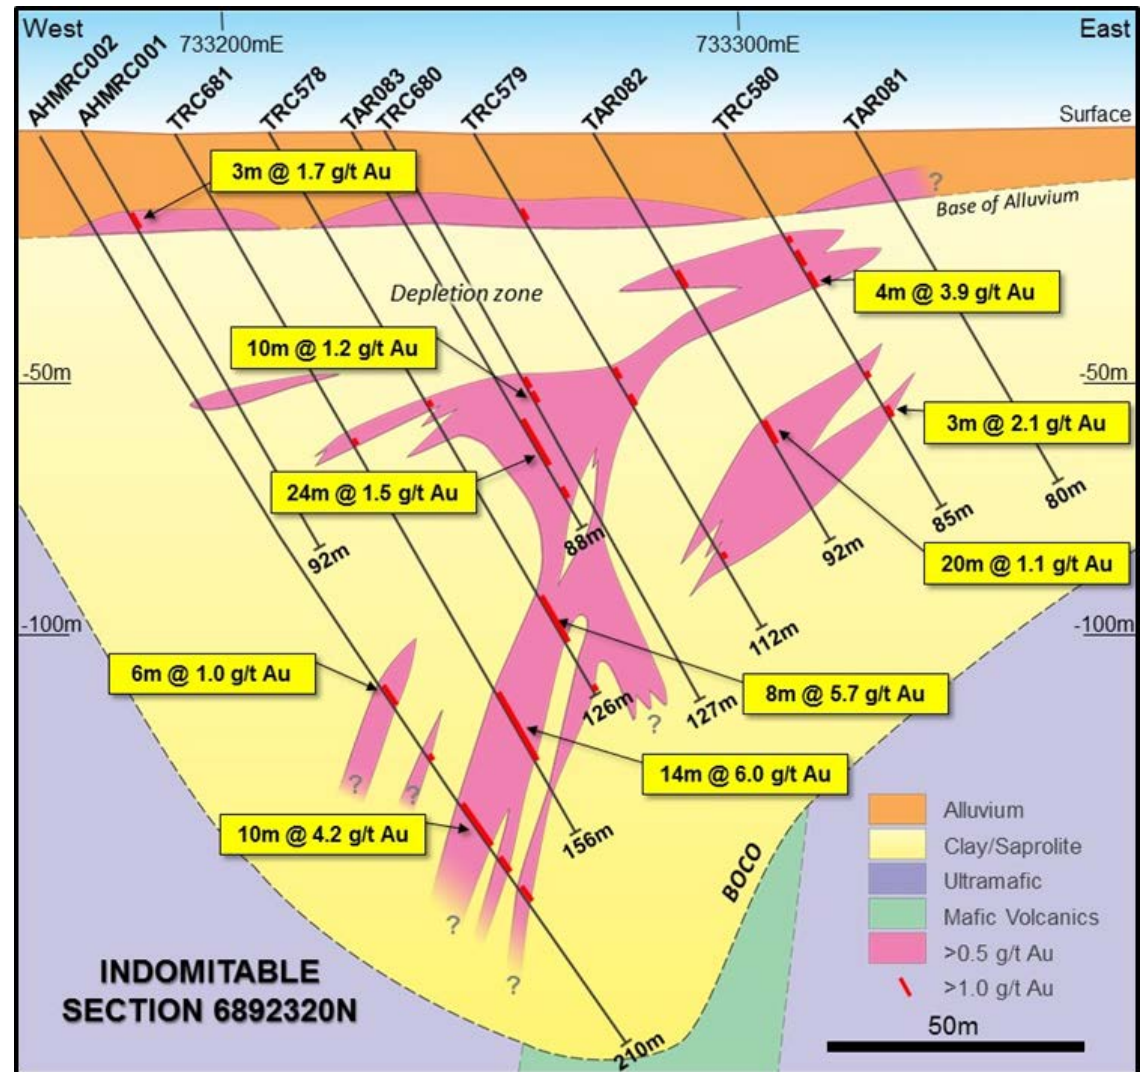 West
East
733200mE
733300mE
AHMRC002
AHMRC001
TRC681
TRC578
TAR083
TRC680
TRC579
TAR082
TRC580
TAR081
Surface
3m @ 1.7 g/t Au
?
Base of Alluvium
Depletion zone
4m @ 3.9 g/t Au
10m @ 1.2 g/t Au
-50m
-50m
3m @ 2.1 g/t Au
24m @ 1.5 g/t Au
80m
85m
92m
88m
92m
20m @ 1.1 g/t Au
-100m
-100m
112m
6m @ 1.0 g/t Au
8m @ 5.7 g/t Au
126m
127m
?
14m @ 6.0 g/t Au
?
?
10m @ 4.2 g/t Au
156m
BOCO
Alluvium
Clay/Saprolite
Ultramafic
Mafic Volcanics
>0.5 g/t Au
>1.0 g/t Au
?
?
INDOMITABLE
SECTION 6892320N
50m
210m